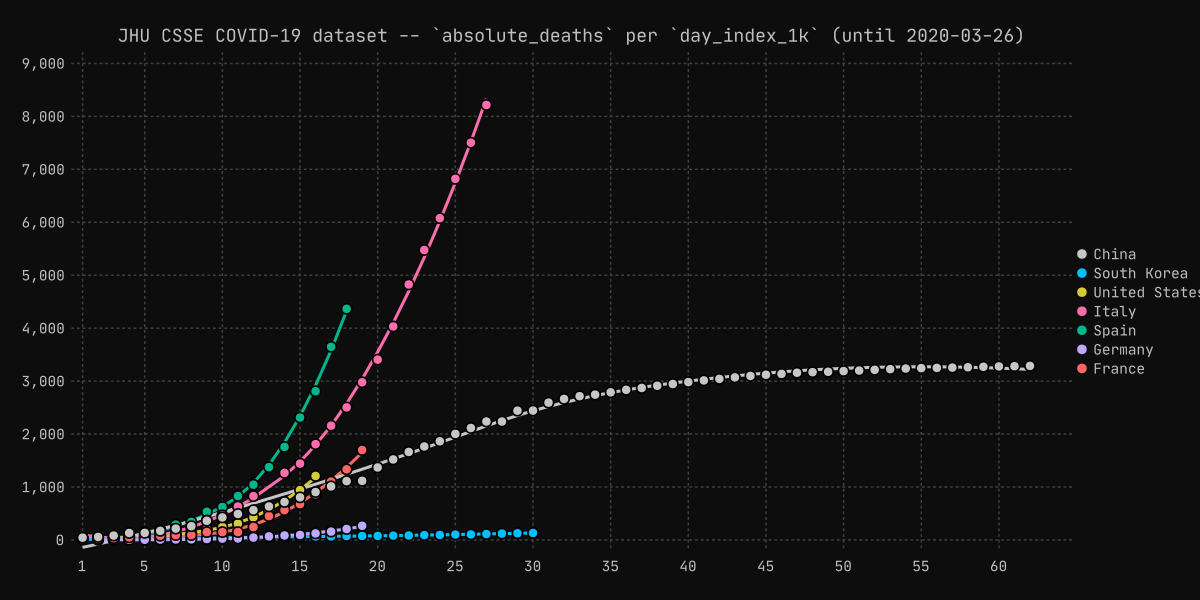 JHU CSSE COVID-19 dataset -- `absolute_deaths` per `day_index_1k` (until 2020-03-26)
9,000
8,000
7,000
6,000
5,000
4,000
3,000
2,000
1,000
0
1 5 10 15 20 25 30 35 40 45 50 55 60
China
South Korea
United States
Italy
Spain
Germany
France